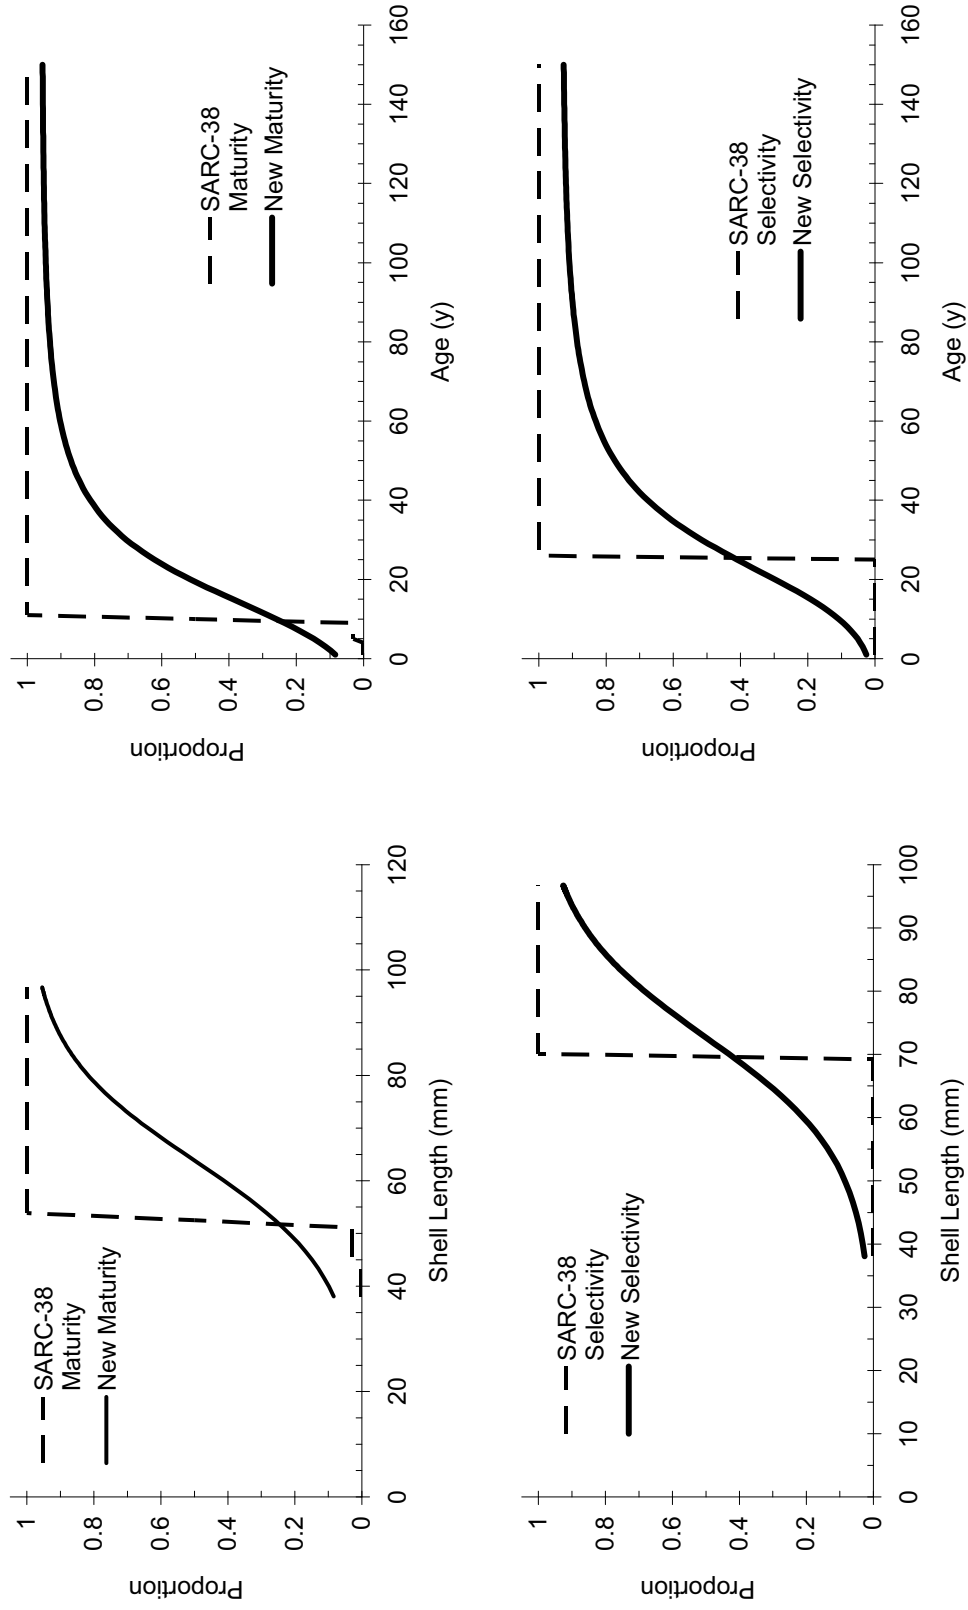 Proportion
1
0.8
0.6
0.4
0.2
0
SARC-38
Maturity
New Maturity
0 20 40 60 80 100 120
Shell Length (mm)
Proportion
1
0.8
0.6
0.4
0.2
0
SARC-38
Maturity
New Maturity
0 20 40 60 80 100 120 140 160
Age (y)
Proportion
1
0.8
0.6
0.4
0.2
0
SARC-38
Selectivity
New Selectivity
0 10 20 30 40 50 60 70 80 90 100
Shell Length (mm)
Proportion
1
0.8
0.6
0.4
0.2
0
SARC-38
Selectivity
New Selectivity
0 20 40 60 80 100 120 140 160
Age (y)